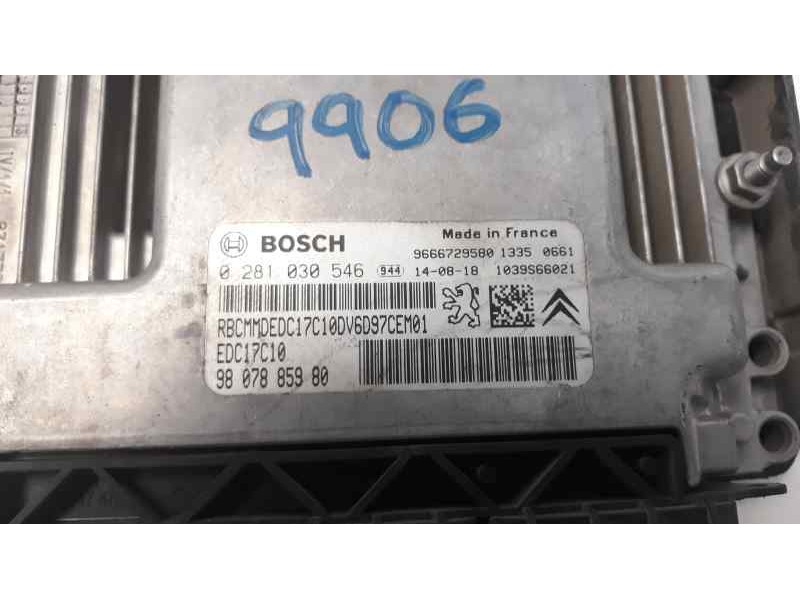 9906
BOSCH Made in France
9666729580 1335 0661
0 281 030 546 944 14-08-18 1039S66021
RBCMMDEDC17C10DV6D97CEM01
EDC17C10
98 078 859 80